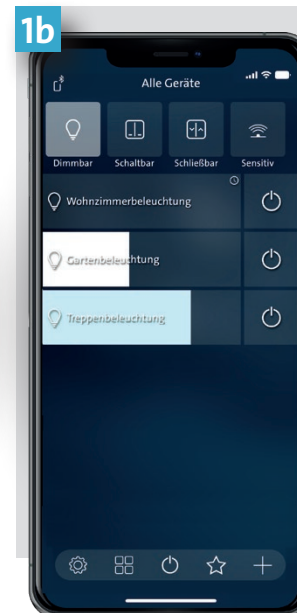 1b
Alle Geräte
Dimmbar Schaltbar Schließbar Sensitiv
Wohnzimmerbeleuchtung
Gartenbeleuchtung
Treppenbeleuchtung